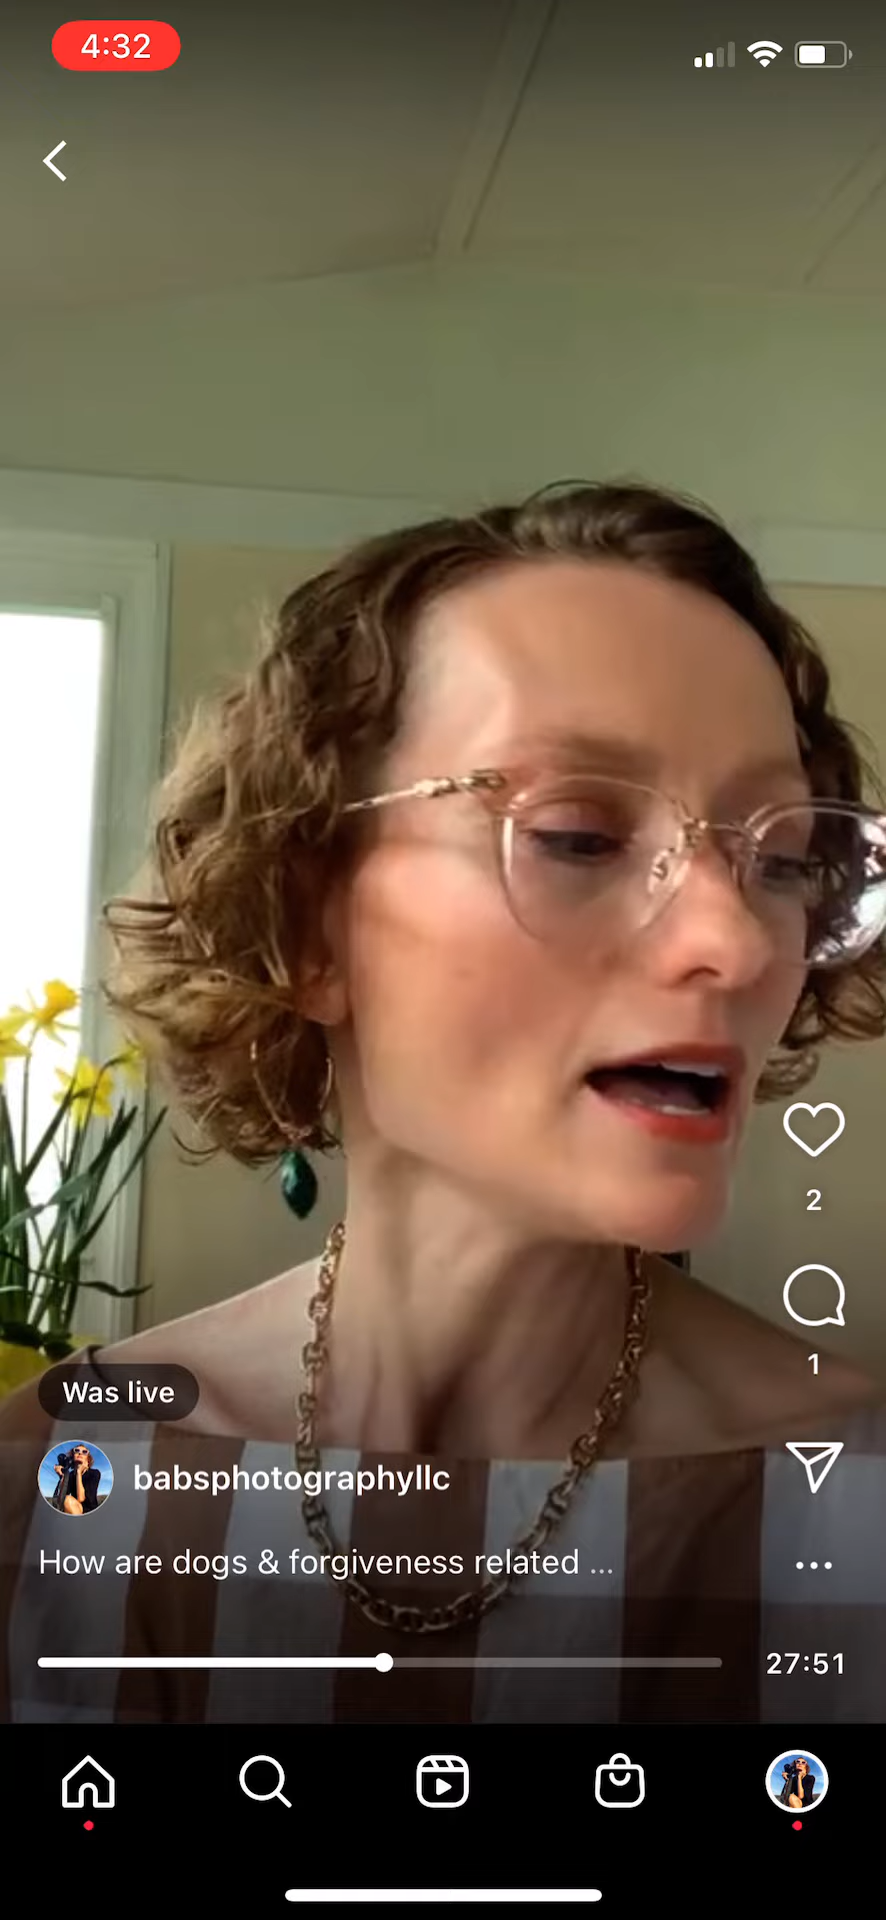 4:32
2
1
Was live
babsphotographyllc
How are dogs & forgiveness related ...
27:51